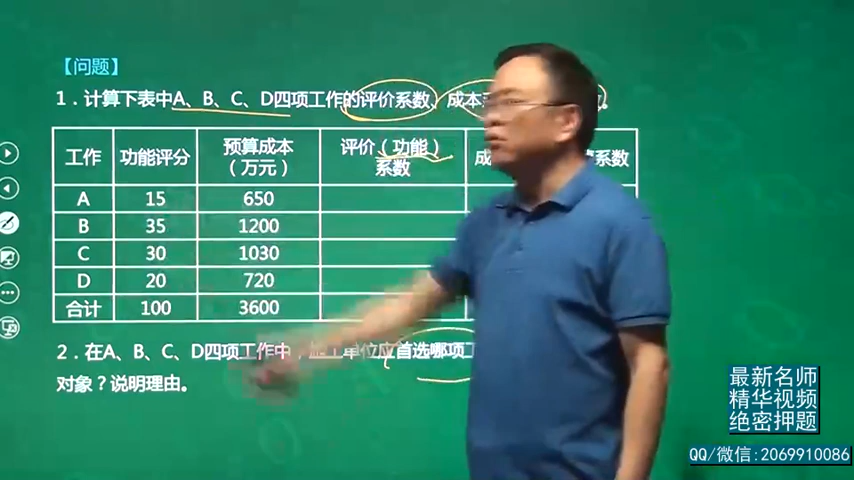 【问题】
1．计算下表中A、B、C、D四项工作的评价系数、成本
工作 功能评分 预算成本（万元） 评价（功能）系数 成 系数
A 15 650
B 35 1200
C 30 1030
D 20 720
合计 100 3600
2．在A、B、C、D四项工作中，施工单位应首选哪项
对象？说明理由。
最新名师
精华视频
绝密押题
QQ/微信:2069910086